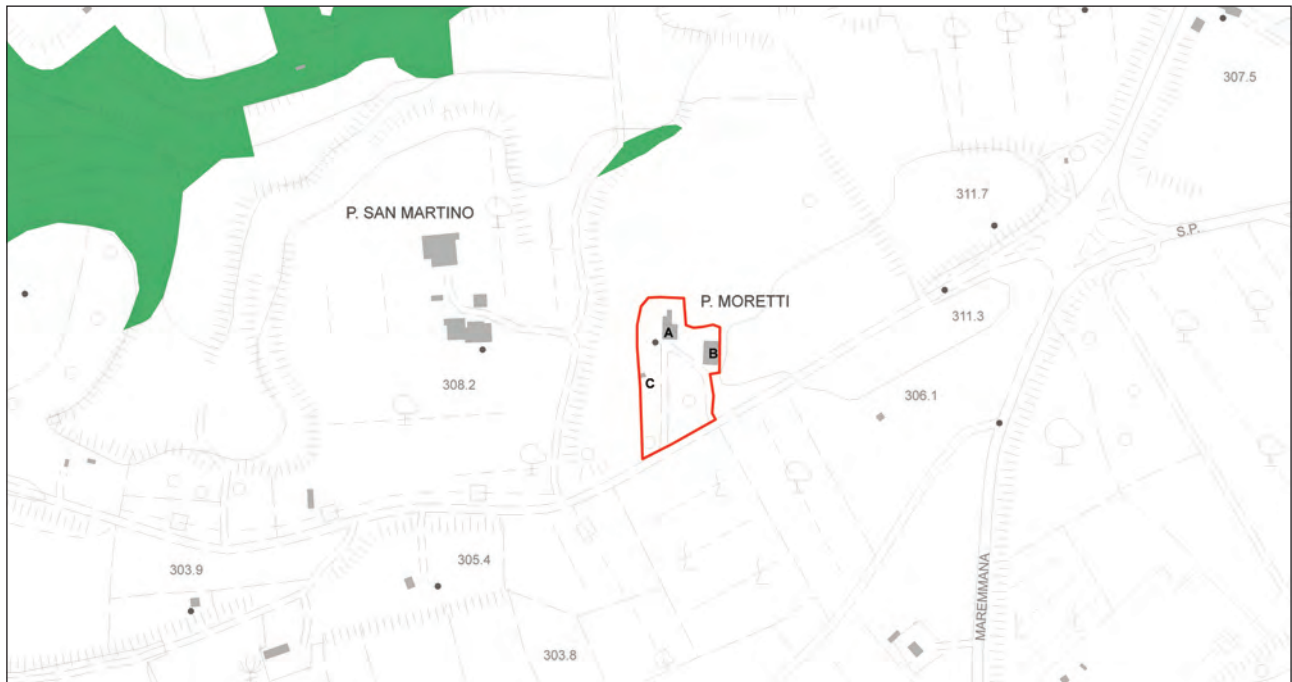 307.5
311.7
P. SAN MARTINO
S.P.
P. MORETTI
311.3
A
B
C
308.2
306.1
305.4
303.9
MAREMMANA
303.8